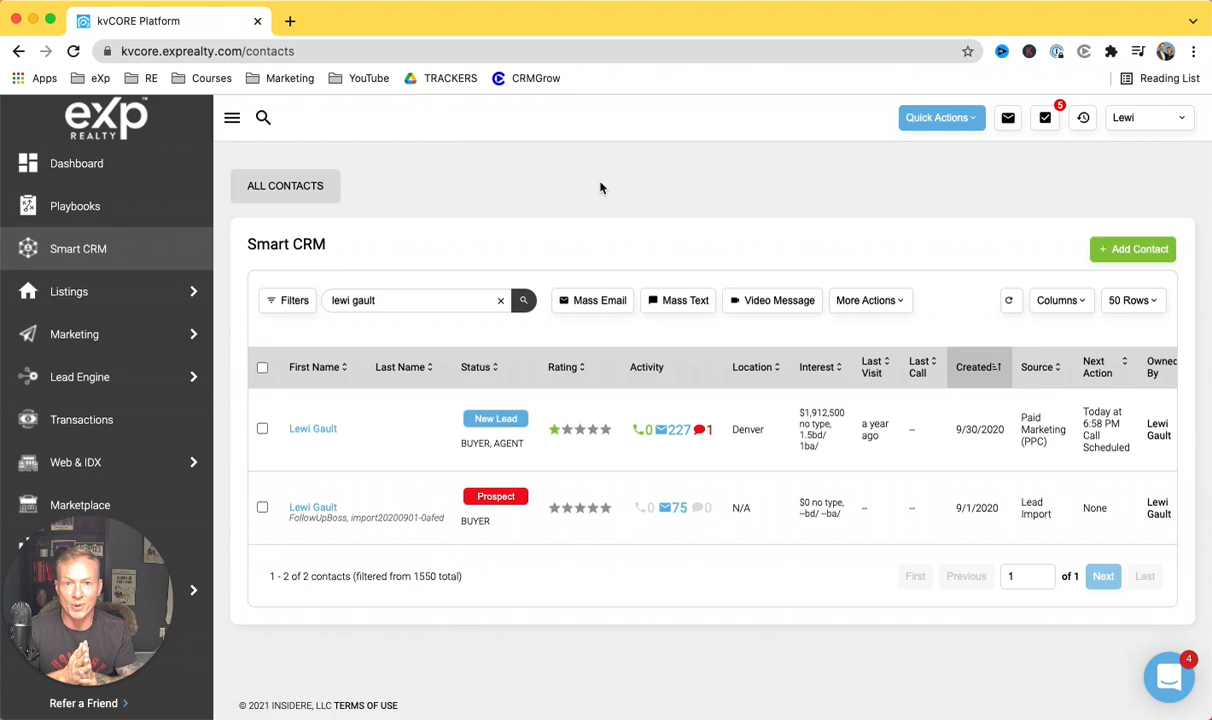 kvCORE Platform
kvcore.exprealty.com/contacts
Apps eXp RE Courses Marketing YouTube TRACKERS CRMGrow Reading List
eXp
REALTY
Dashboard
Playbooks
Smart CRM
Listings
Marketing
Lead Engine
Transactions
Web & IDX
Marketplace
Refer a Friend
Quick Actions 5 Lewi
ALL CONTACTS
Smart CRM
+ Add Contact
Filters lewi gault Mass Email Mass Text Video Message More Actions Columns 50 Rows
First Name Last Name Status Rating Activity Location Interest Last Visit Last Call Created Source Next Action Owned By
Lewi Gault
New Lead
BUYER, AGENT
0 227 1
Denver
$1,912,500
no type,
1.5bd/
1ba/
a year
ago
--
9/30/2020
Paid
Marketing
(PPC)
Today at
6:58 PM
Call
Scheduled
Lewi
Gault
Lewi Gault
FollowUpBoss, import20200901-0afed
Prospect
BUYER
0 75 0
N/A
$0 no type,
--bd/ --ba/
--
--
9/1/2020
Lead
Import
None
Lewi
Gault
1 - 2 of 2 contacts (filtered from 1550 total)
First Previous 1 of 1 Next Last
4
© 2021 INSIDERE, LLC TERMS OF USE